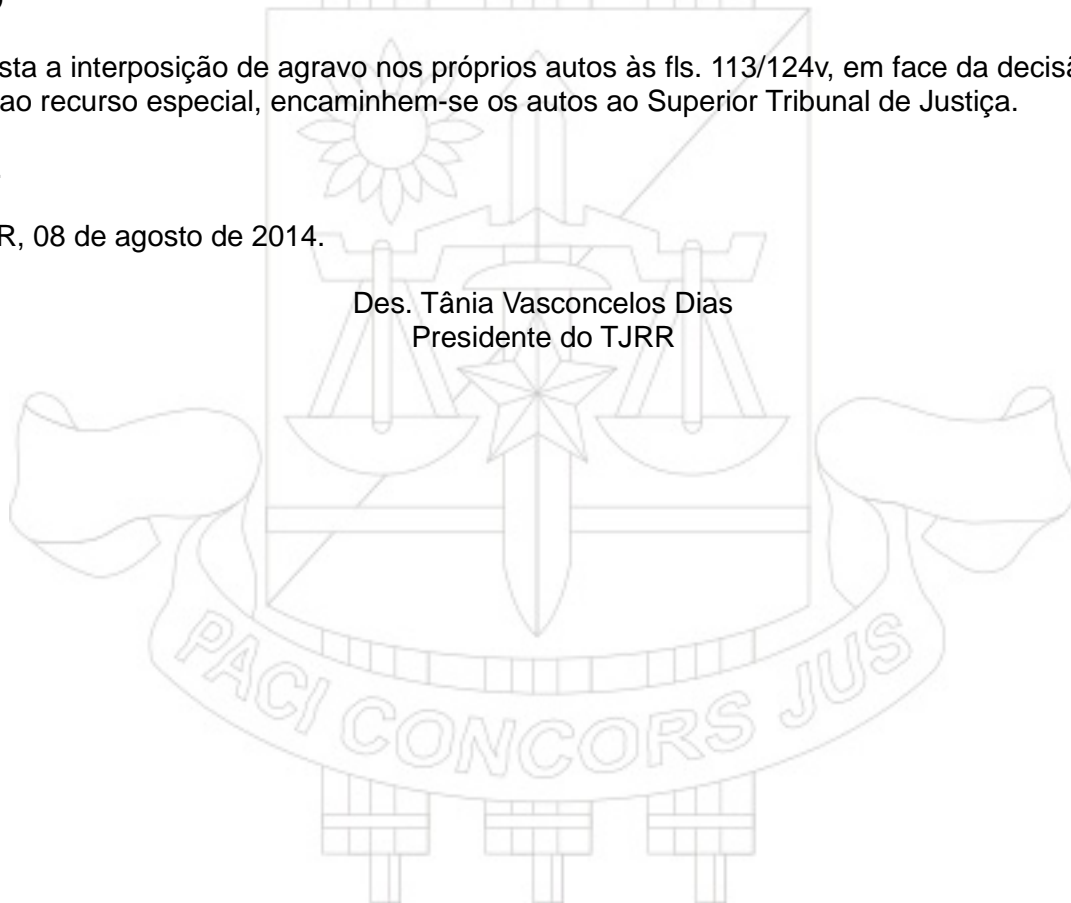 sta a interposição de agravo nos próprios autos às fls. 113/124v, em face da decis
ao recurso especial, encaminhem-se os autos ao Superior Tribunal de Justiça.
R, 08 de agosto de 2014.
Des. Tânia Vasconcelos Dias
Presidente do TJRR
PACI CONCORS JUS